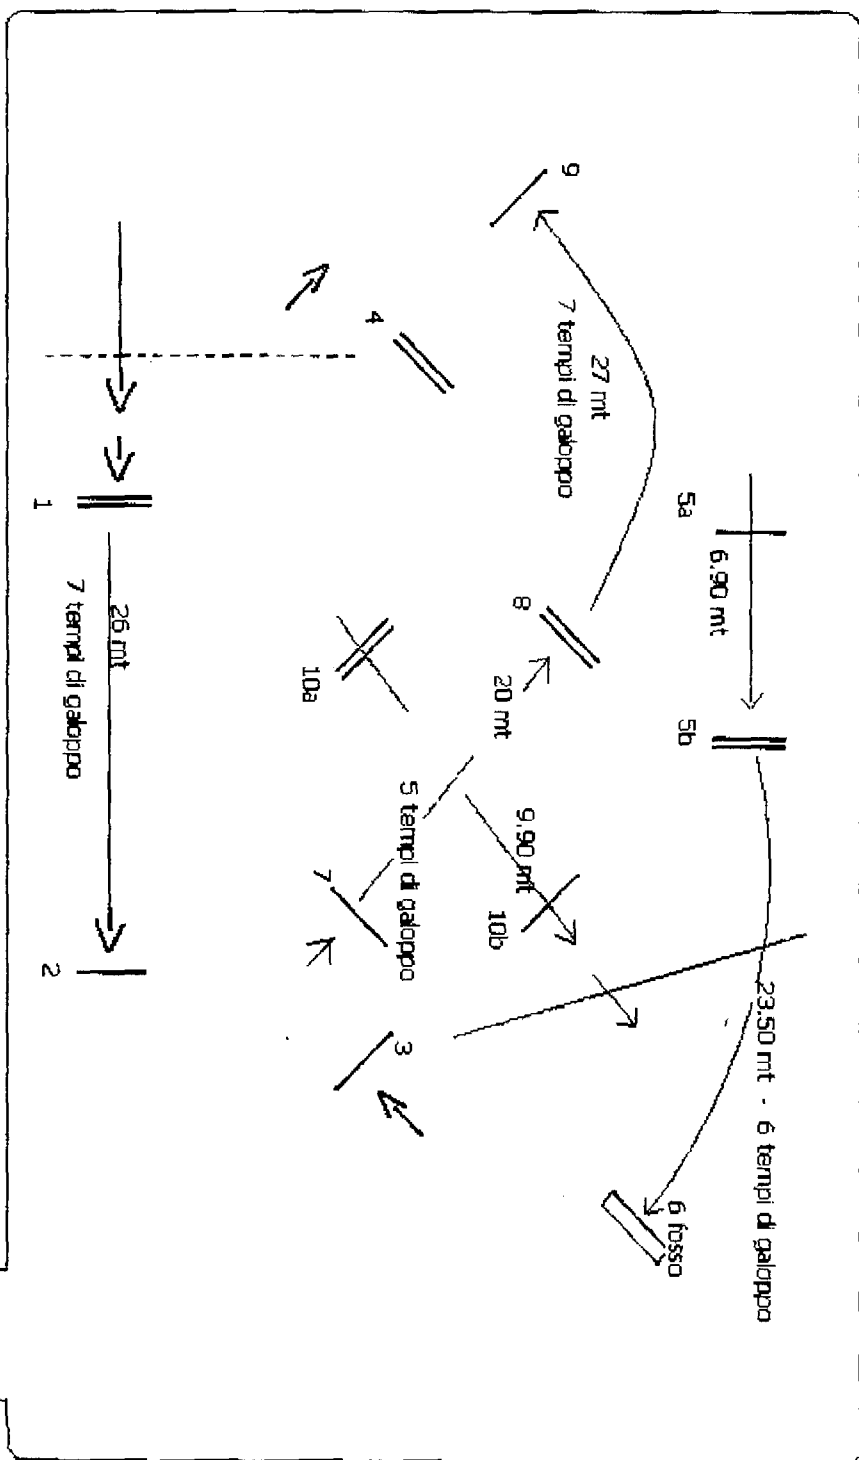 5a
6.90 mt
5b
23.50 mt - 6 tempi di galoppo
6 fosso
9
27 mt
7 tempi di galoppo
8
20 mt
9.90 mt
10b
5 tempi di galoppo
3
4
7
10a
26 mt
7 tempi di galoppo
1
2